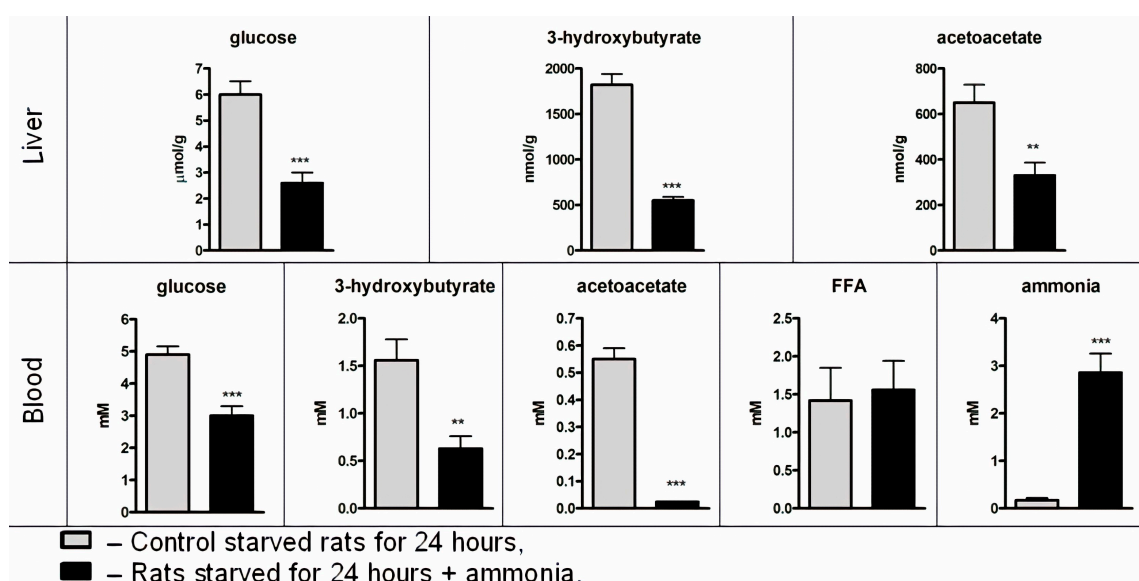 Liver
glucose
µmol/g
7
6
5
4
3
2
1
0
***
3-hydroxybutyrate
nmol/g
2000
1500
1000
500
0
***
acetoacetate
nmol/g
800
600
400
200
0
**
Blood
glucose
mM
6
5
4
3
2
1
0
***
3-hydroxybutyrate
mM
2.0
1.5
1.0
0.5
0.0
**
acetoacetate
mM
0.7
0.6
0.5
0.4
0.3
0.2
0.1
0.0
***
FFA
mM
2.5
2.0
1.5
1.0
0.5
0.0
ammonia
mM
4
3
2
1
0
***
– Control starved rats for 24 hours,
– Rats starved for 24 hours + ammonia.